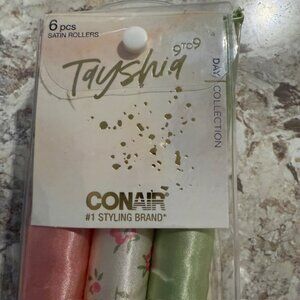 6 pcs
SATIN ROLLERS
Tayshia
9TO9
DAY COLLECTION
CONAIR
#1 STYLING BRAND*